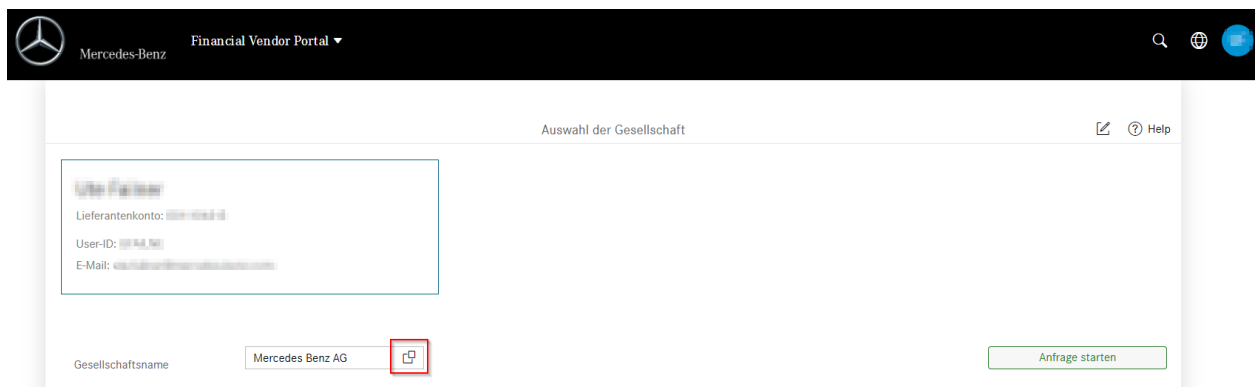 Mercedes-Benz
Financial Vendor Portal
Auswahl der Gesellschaft
Help
Lieferantenkonto:
User-ID:
E-Mail:
Gesellschaftsname
Mercedes Benz AG
Anfrage starten